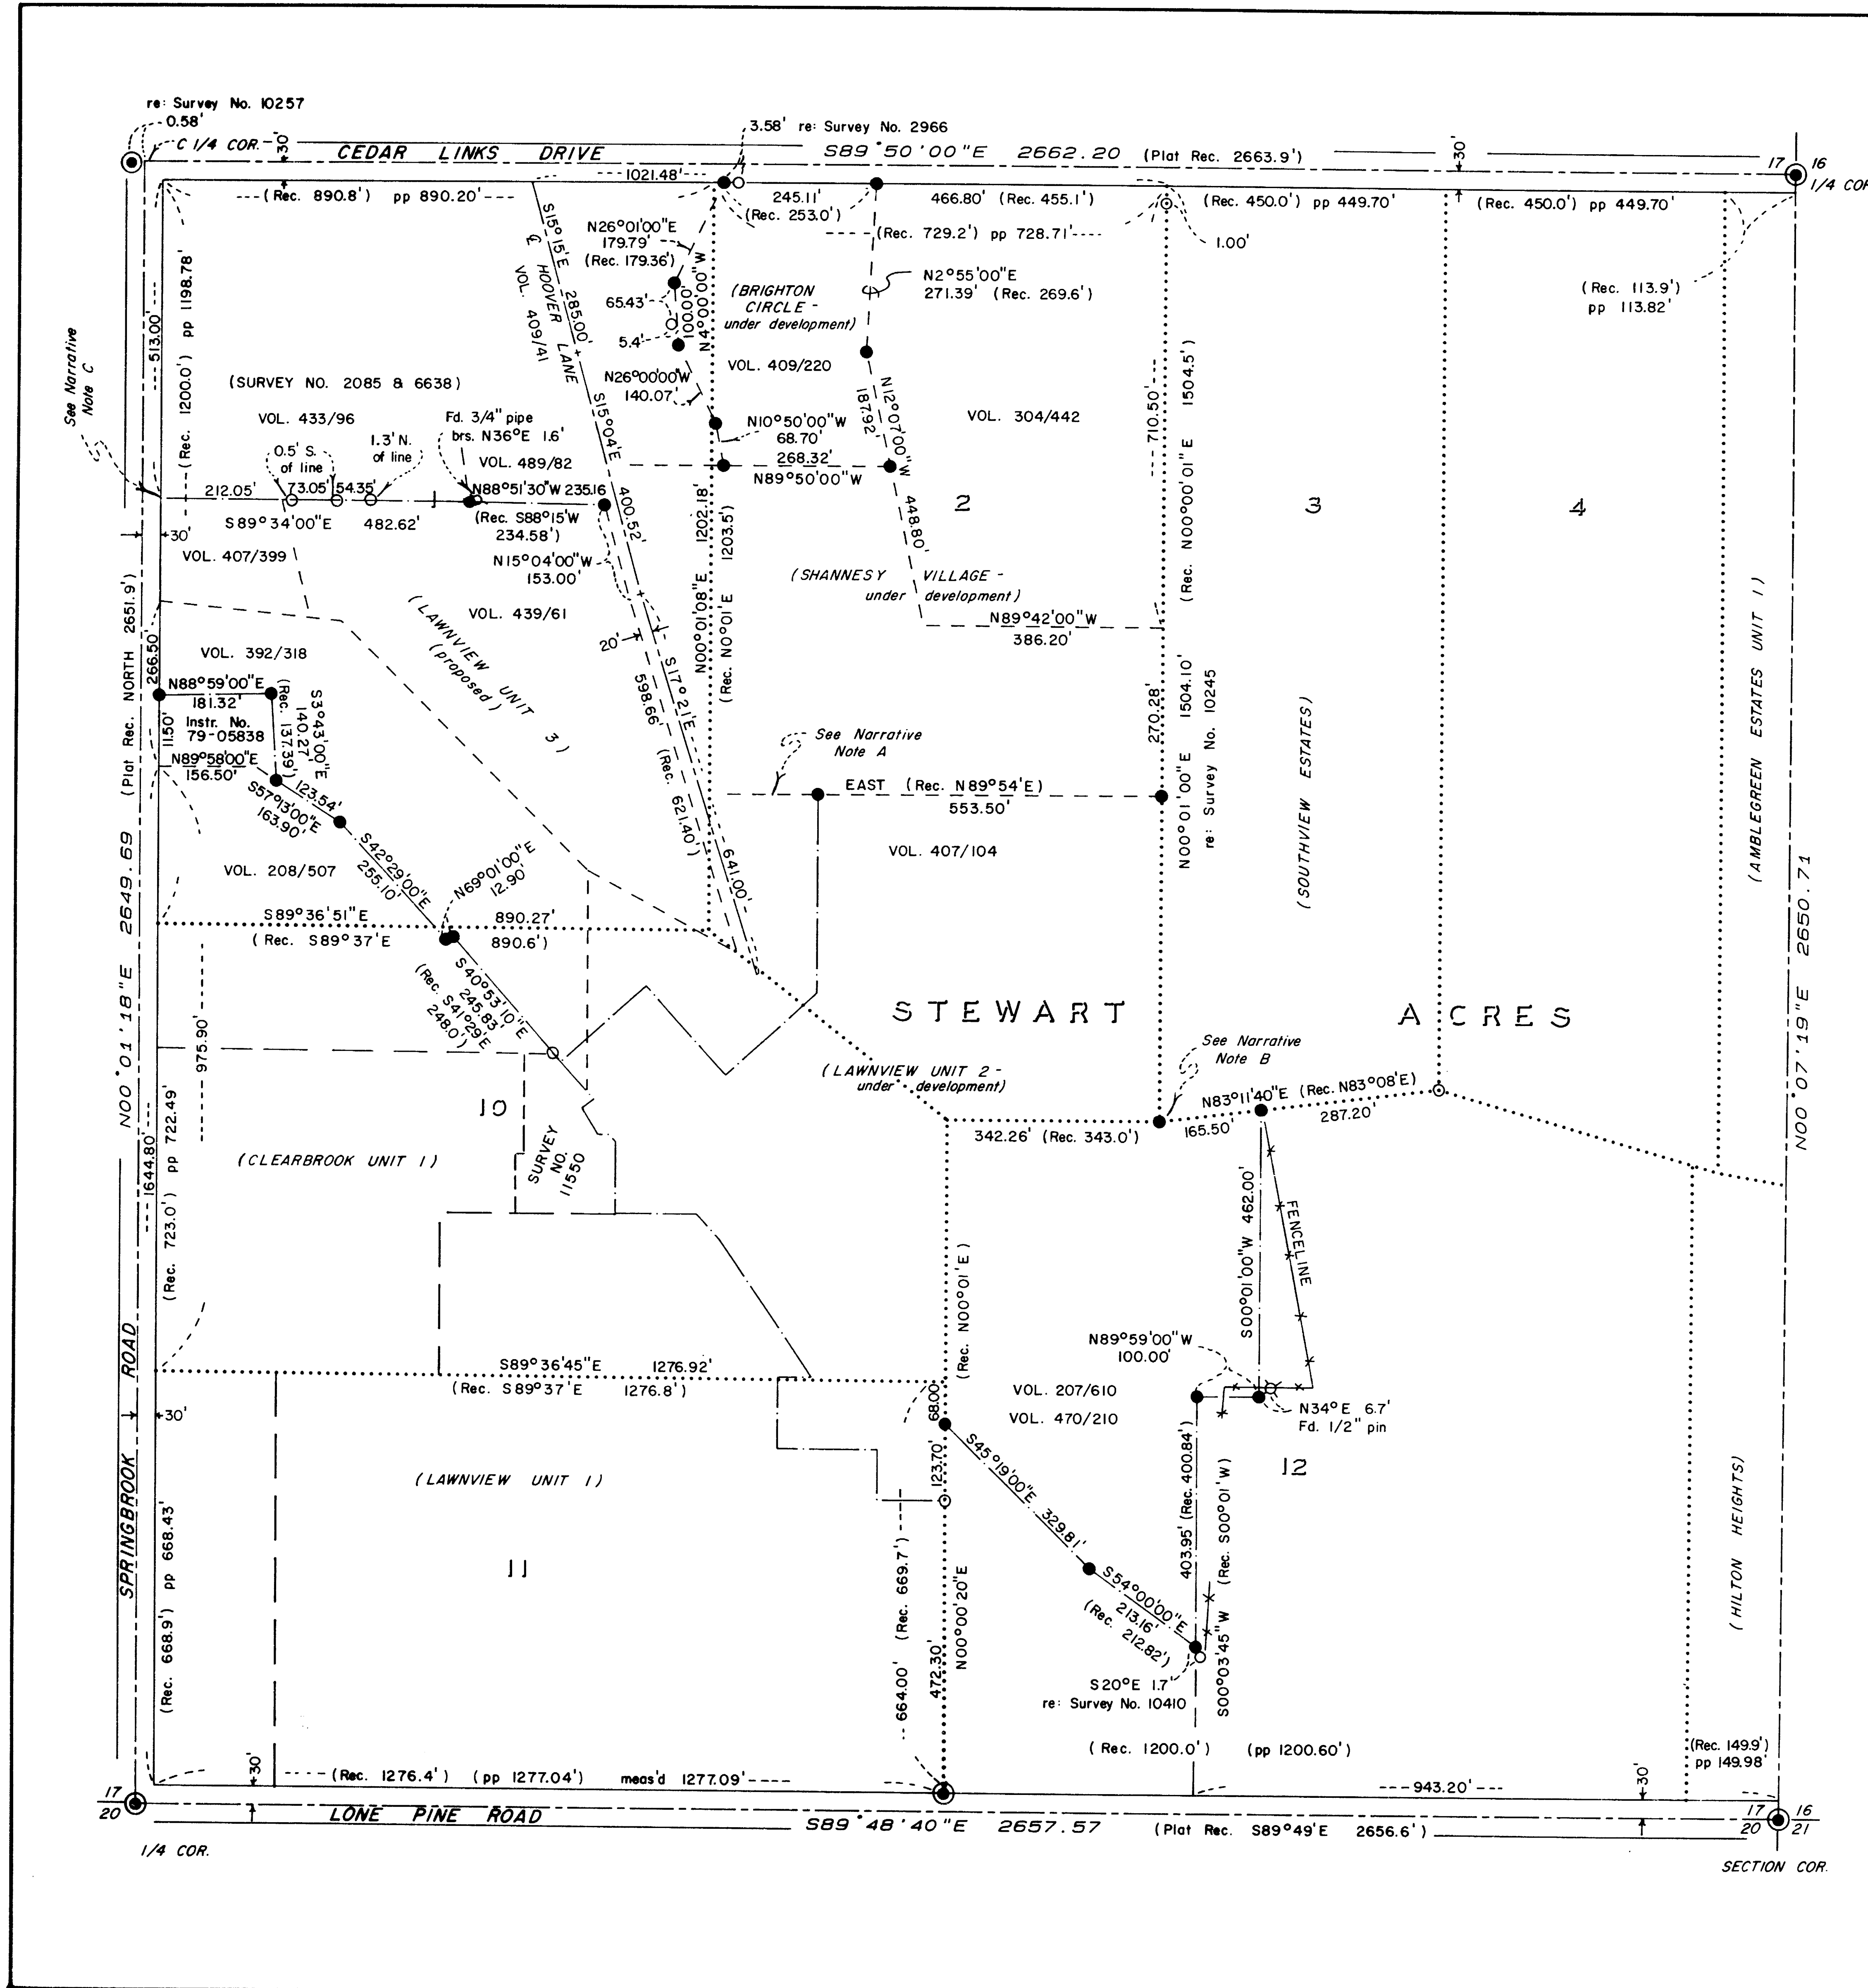 re: Survey No. 10257
0.58'
C 1/4 COR.
30'
CEDAR LINKS DRIVE
3.58' re: Survey No. 2966
S89°50'00"E 2662.20 (Plat Rec. 2663.9')
30'
17 16
1/4 COR
(Rec. 890.8') pp 890.20'
1021.48'
245.11'
(Rec. 253.0')
466.80' (Rec. 455.1')
(Rec. 729.2') pp 728.71'
(Rec. 450.0') pp 449.70'
(Rec. 450.0') pp 449.70'
1.00'
(Rec. 113.9')
pp 113.82'
See Narrative
Note C
513.00'
(Rec. 1200.0') pp 1198.78'
S15°15'E 285.00'
℄ HOOVER LANE
VOL. 409/41
N26°01'00"E
179.79'
(Rec. 179.36')
65.43'
5.4'
100.00'
N4°00'00"W
N26°00'00"W
140.07'
(BRIGHTON
CIRCLE -
under development)
VOL. 409/220
N2°55'00"E
271.39' (Rec. 269.6')
N12°07'00"W
187.92'
VOL. 304/442
710.50'
(Rec. N00°00'01"E 1504.5')
(SURVEY NO. 2085 & 6638)
VOL. 433/96
Fd. 3/4" pipe
brs. N36°E 1.6'
0.5' S.
of line
1.3' N.
of line
VOL. 489/82
S15°04'E 400.52'
N10°50'00"W
68.70'
268.32'
N89°50'00"W
212.05'
73.05'
54.35'
N88°51'30"W 235.16
S89°34'00"E 482.62'
(Rec. S88°15'W
234.58')
30'
VOL. 407/399
N15°04'00"W
153.00'
2
3
4
448.80'
N00°01'08"E 1202.18'
(Rec. N0°01'E 1203.5')
(SHANNESY VILLAGE -
under development)
N89°42'00"W
386.20'
(LAWNVIEW UNIT 3)
(proposed)
VOL. 439/61
20'
S17°21'E 641.00'
598.66' (Rec. 621.40')
(AMBLEGREEN ESTATES UNIT 1)
VOL. 392/318
266.50'
N88°59'00"E
181.32'
Instr. No.
79-05838
S3°43'00"E
140.27'
(Rec. 137.39')
11.50'
N89°58'00"E
156.50'
123.54'
S57°13'00"E
163.90'
See Narrative
Note A
EAST (Rec. N89°54'E)
553.50'
270.28'
N00°01'00"E 1504.10'
re: Survey No. 10245
(SOUTHVIEW ESTATES)
N00°01'18"E 2649.69 (Plat Rec. NORTH 2651.9')
VOL. 208/507
S42°29'00"E
255.10'
N69°01'00"E
12.90'
VOL. 407/104
N00°07'19"E 2650.71
S89°36'51"E 890.27'
(Rec. S89°37'E 890.6')
S40°53'10"E
245.83'
(Rec. S41°29'E
248.0')
975.90'
STEWART ACRES
See Narrative
Note B
(LAWNVIEW UNIT 2 -
under development)
342.26' (Rec. 343.0')
N83°11'40"E (Rec. N83°08'E)
165.50'
287.20'
10
(CLEARBROOK UNIT 1)
SURVEY
NO.
11550
1644.80'
(Rec. 723.0') pp 722.49'
(Rec. N00°01'E)
S00°01'00"W 462.00'
FENCELINE
N89°59'00"W
100.00'
S89°36'45"E 1276.92'
(Rec. S89°37'E 1276.8')
VOL. 207/610
VOL. 470/210
68.00
N34°E 6.7'
Fd. 1/2" pin
SPRINGBROOK ROAD
30'
12
123.70'
S45°19'00"E 329.81'
403.95' (Rec. 400.84')
S00°03'45"W (Rec. S00°01'W)
(LAWNVIEW UNIT 1)
11
(HILTON HEIGHTS)
(Rec. 668.9') pp 668.43'
664.00' (Rec. 669.7')
472.30'
N00°00'20"E
S54°00'00"E
213.16'
(Rec. 212.82')
S20°E 1.7'
re: Survey No. 10410
(Rec. 1200.0') (pp 1200.60')
(Rec. 149.9')
pp 149.98'
30'
(Rec. 1276.4') (pp 1277.04') meas'd 1277.09'
943.20'
30'
17
20
LONE PINE ROAD
S89°48'40"E 2657.57 (Plat Rec. S89°49'E 2656.6')
17 16
20 21
1/4 COR.
SECTION COR.